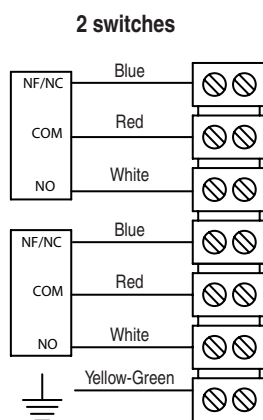 2 switches
NF/NC
Blue
COM
Red
NO
White
NF/NC
Blue
COM
Red
NO
White
Yellow-Green